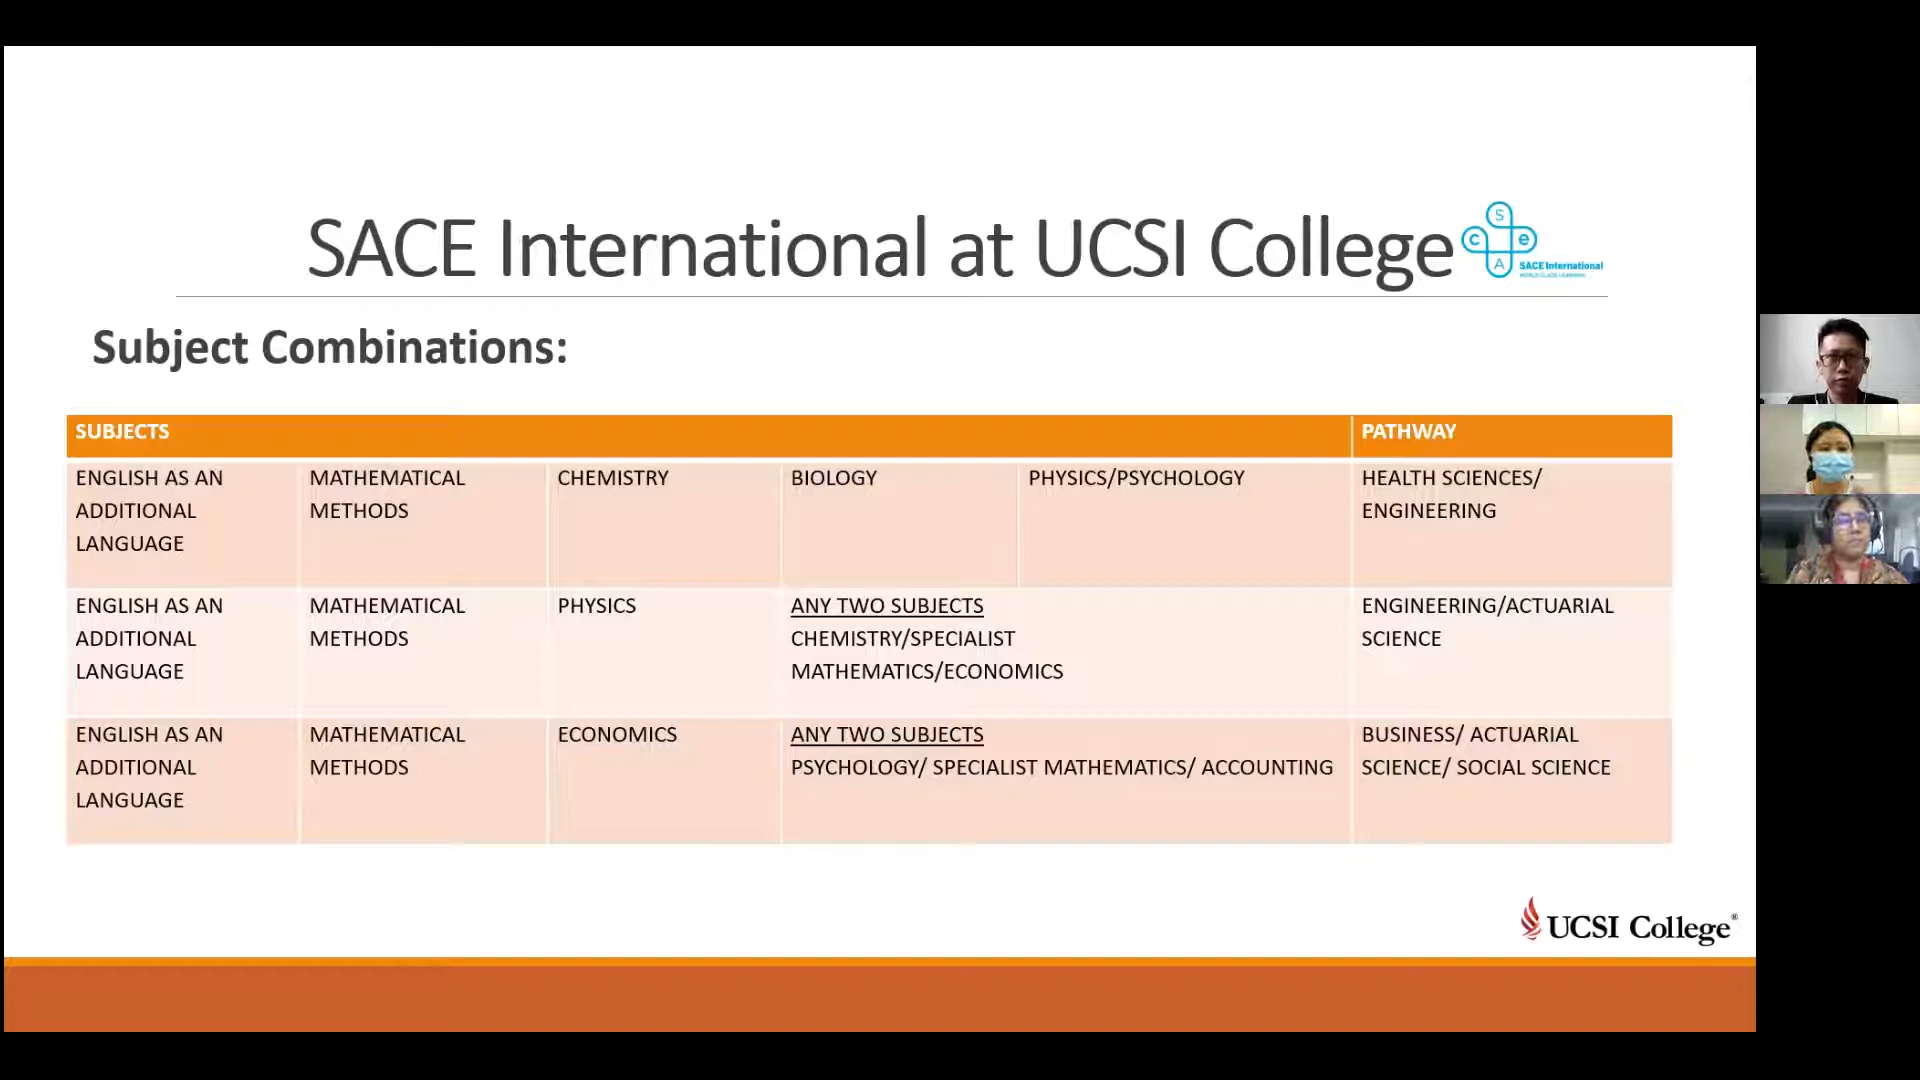 SACE International at UCSI College
S
C e
A
SACE International
WORLD CLASS LEARNING
Subject Combinations:
SUBJECTS PATHWAY
ENGLISH AS AN
ADDITIONAL
LANGUAGE
MATHEMATICAL
METHODS
CHEMISTRY
BIOLOGY
PHYSICS/PSYCHOLOGY
HEALTH SCIENCES/
ENGINEERING
ENGLISH AS AN
ADDITIONAL
LANGUAGE
MATHEMATICAL
METHODS
PHYSICS
ANY TWO SUBJECTS
CHEMISTRY/SPECIALIST
MATHEMATICS/ECONOMICS
ENGINEERING/ACTUARIAL
SCIENCE
ENGLISH AS AN
ADDITIONAL
LANGUAGE
MATHEMATICAL
METHODS
ECONOMICS
ANY TWO SUBJECTS
PSYCHOLOGY/ SPECIALIST MATHEMATICS/ ACCOUNTING
BUSINESS/ ACTUARIAL
SCIENCE/ SOCIAL SCIENCE
UCSI College®